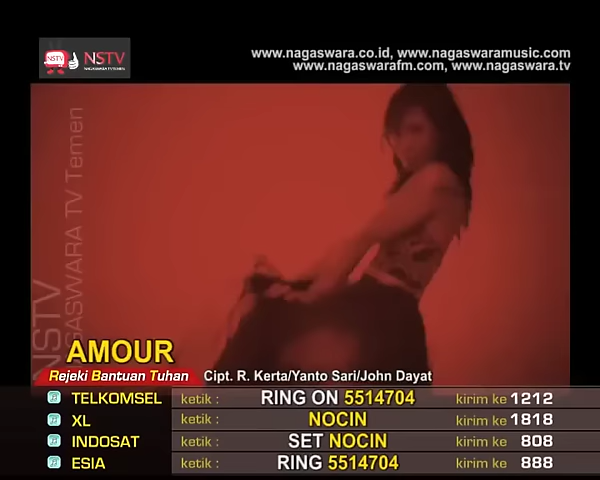 NSTV
NSTV
NAGASWARA TV TEMEN
www.nagaswara.co.id, www.nagaswaramusic.com
www.nagaswarafm.com, www.nagaswara.tv
NSTV
NAGASWARA TV Temen
AMOUR
Rejeki Bantuan Tuhan Cipt. R. Kerta/Yanto Sari/John Dayat
TELKOMSEL ketik : RING ON 5514704 kirim ke 1212
XL ketik : NOCIN kirim ke 1818
INDOSAT ketik : SET NOCIN kirim ke 808
ESIA ketik : RING 5514704 kirim ke 888